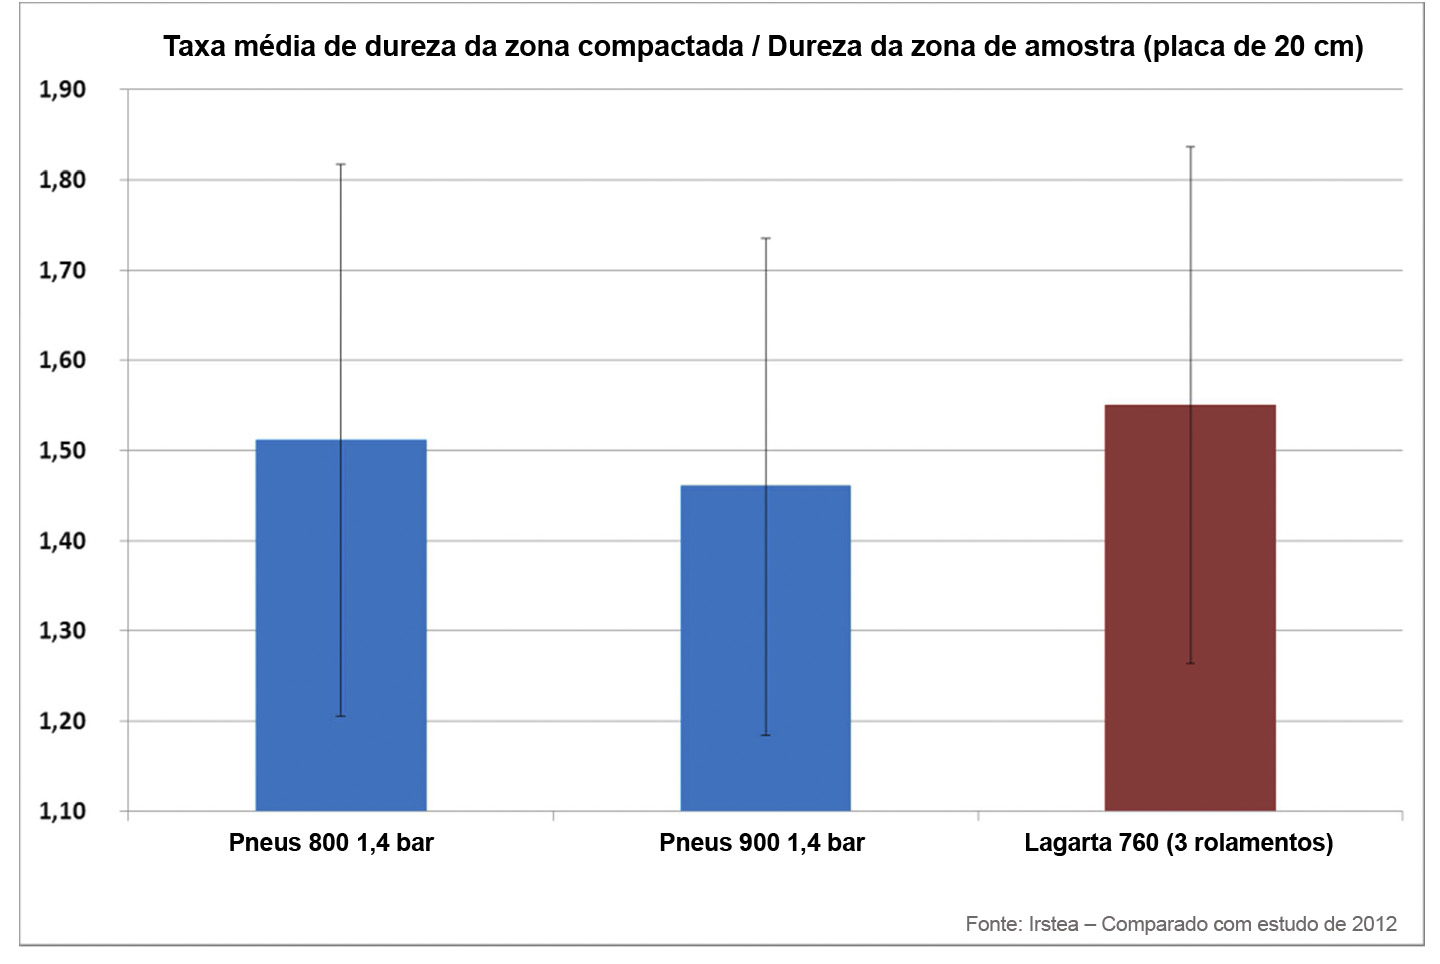 Taxa média de dureza da zona compactada / Dureza da zona de amostra (placa de 20 cm)
1,90
1,80
1,70
1,60
1,50
1,40
1,30
1,20
1,10
Pneus 800 1,4 bar
Pneus 900 1,4 bar
Lagarta 760 (3 rolamentos)
Fonte: Irstea – Comparado com estudo de 2012